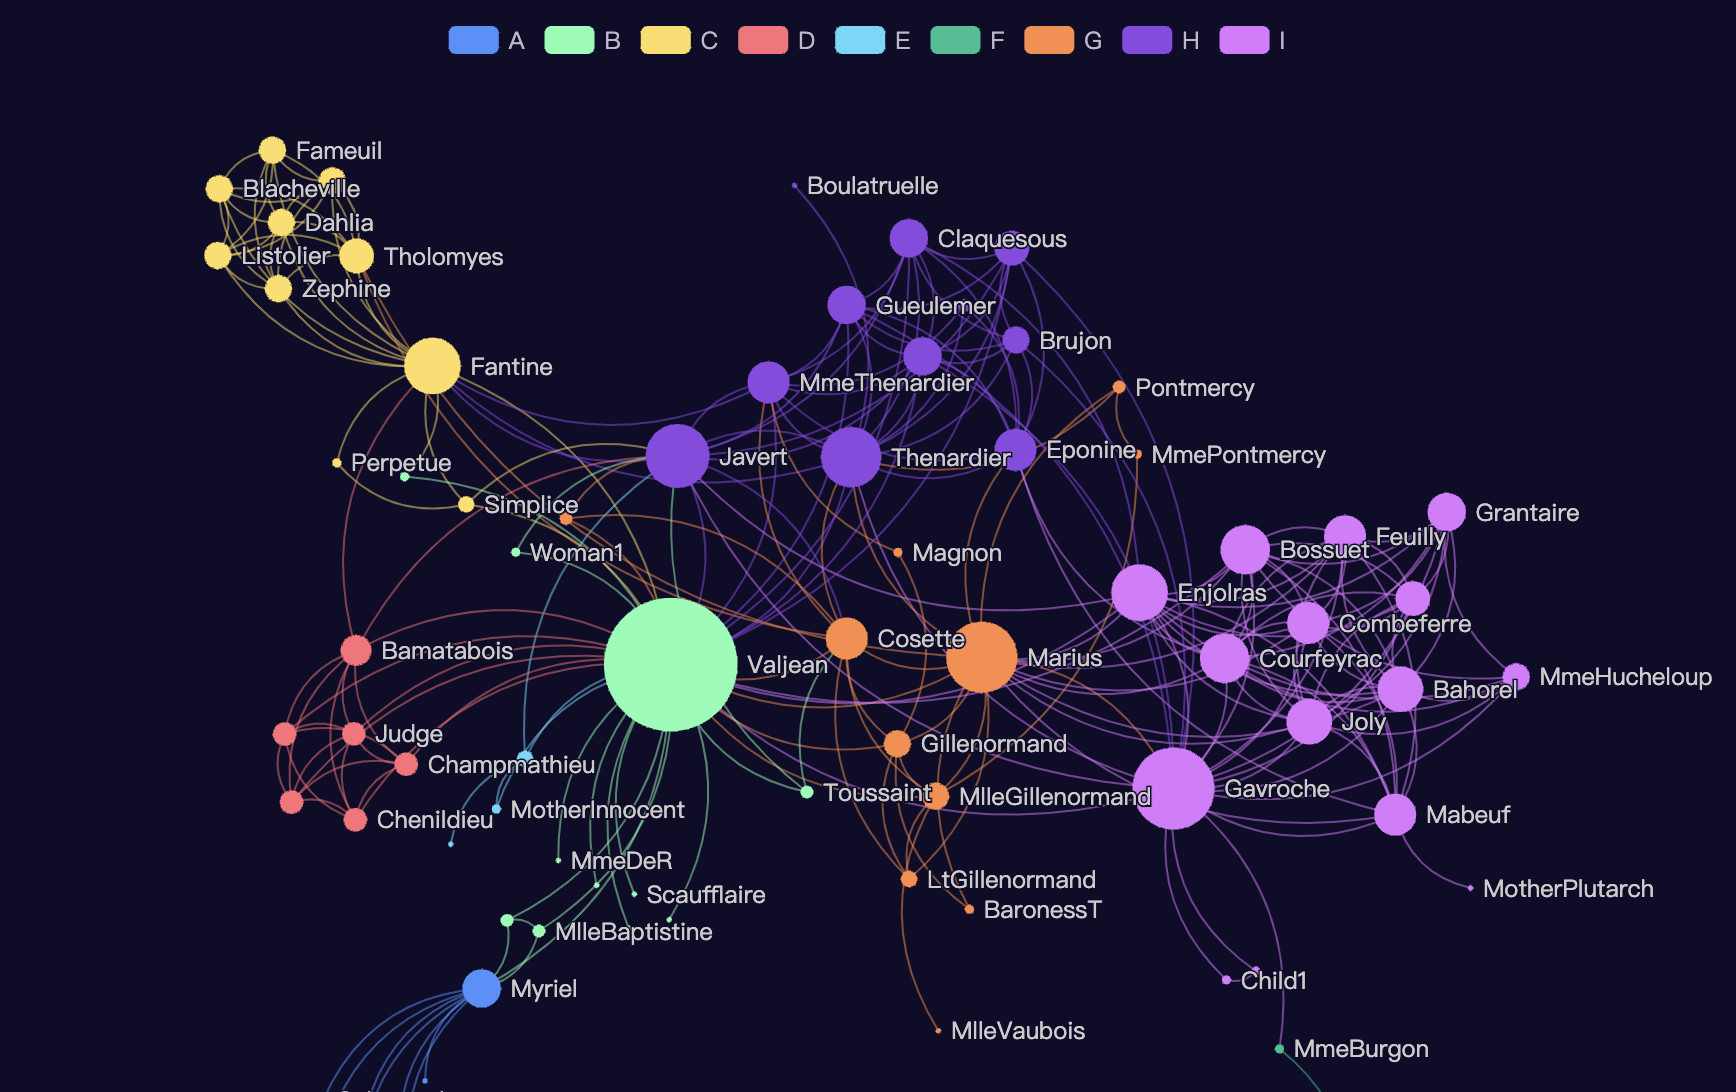 A B C D E F G H I
Fameuil
Boulatruelle
Blacheville
Dahlia
Claquesous
Listolier
Tholomyes
Zephine
Gueulemer
Brujon
Fantine
MmeThenardier
Pontmercy
Perpetue
Javert
Thenardier
Eponine
MmePontmercy
Simplice
Grantaire
Feuilly
Woman1
Magnon
Bossuet
Enjolras
Combeferre
Bamatabois
Valjean
Cosette
Marius
Courfeyrac
MmeHucheloup
Bahorel
Judge
Joly
Gillenormand
Champmathieu
Toussaint
MlleGillenormand
Gavroche
MotherInnocent
Chenildieu
Mabeuf
MmeDeR
LtGillenormand
MotherPlutarch
Scaufflaire
BaronessT
MlleBaptistine
Myriel
Child1
MlleVaubois
MmeBurgon